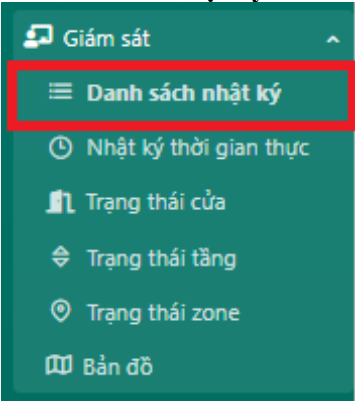 Giám sát
Danh sách nhật ký
Nhật ký thời gian thực
Trạng thái cửa
Trạng thái tầng
Trạng thái zone
Bản đồ